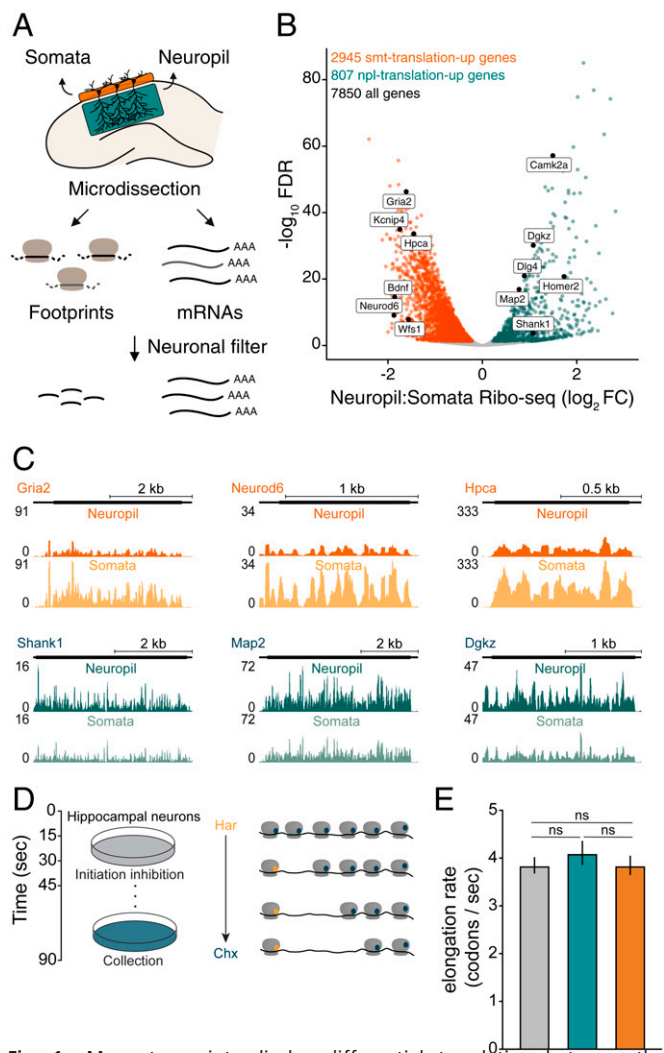 A
Somata
Neuropil
Microdissection
AAA
AAA
AAA
Footprints
mRNAs
Neuronal filter
AAA
AAA
AAA
B
2945 smt-translation-up genes
807 npl-translation-up genes
7850 all genes
-log10 FDR
80
60
40
20
0
Camk2a
Gria2
Kcnip4
Hpca
Dgkz
Dlg4
Homer2
Map2
Bdnf
Neurod6
Wfs1
Shank1
-2
0
2
Neuropil:Somata Ribo-seq (log2 FC)
C
Gria2
2 kb
91
Neuropil
0
91
Somata
0
Neurod6
1 kb
34
Neuropil
0
34
Somata
0
Hpca
0.5 kb
333
Neuropil
0
333
Somata
0
Shank1
2 kb
16
Neuropil
0
16
Somata
0
Map2
2 kb
72
Neuropil
0
72
Somata
0
Dgkz
1 kb
47
Neuropil
0
47
Somata
0
D
Time (sec)
0
15
30
45
90
Hippocampal neurons
Initiation inhibition
Collection
Har
Chx
E
elongation rate
(codons / sec)
5
4
3
2
1
0
ns
ns
ns